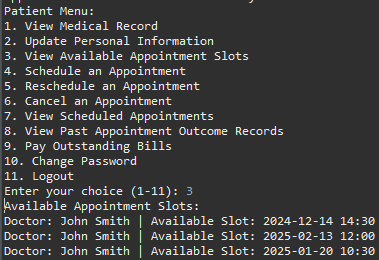 Patient Menu:
1. View Medical Record
2. Update Personal Information
3. View Available Appointment Slots
4. Schedule an Appointment
5. Reschedule an Appointment
6. Cancel an Appointment
7. View Scheduled Appointments
8. View Past Appointment Outcome Records
9. Pay Outstanding Bills
10. Change Password
11. Logout
Enter your choice (1-11): 3
Available Appointment Slots:
Doctor: John Smith | Available Slot: 2024-12-14 14:30
Doctor: John Smith | Available Slot: 2025-02-13 12:00
Doctor: John Smith | Available Slot: 2025-01-20 10:30